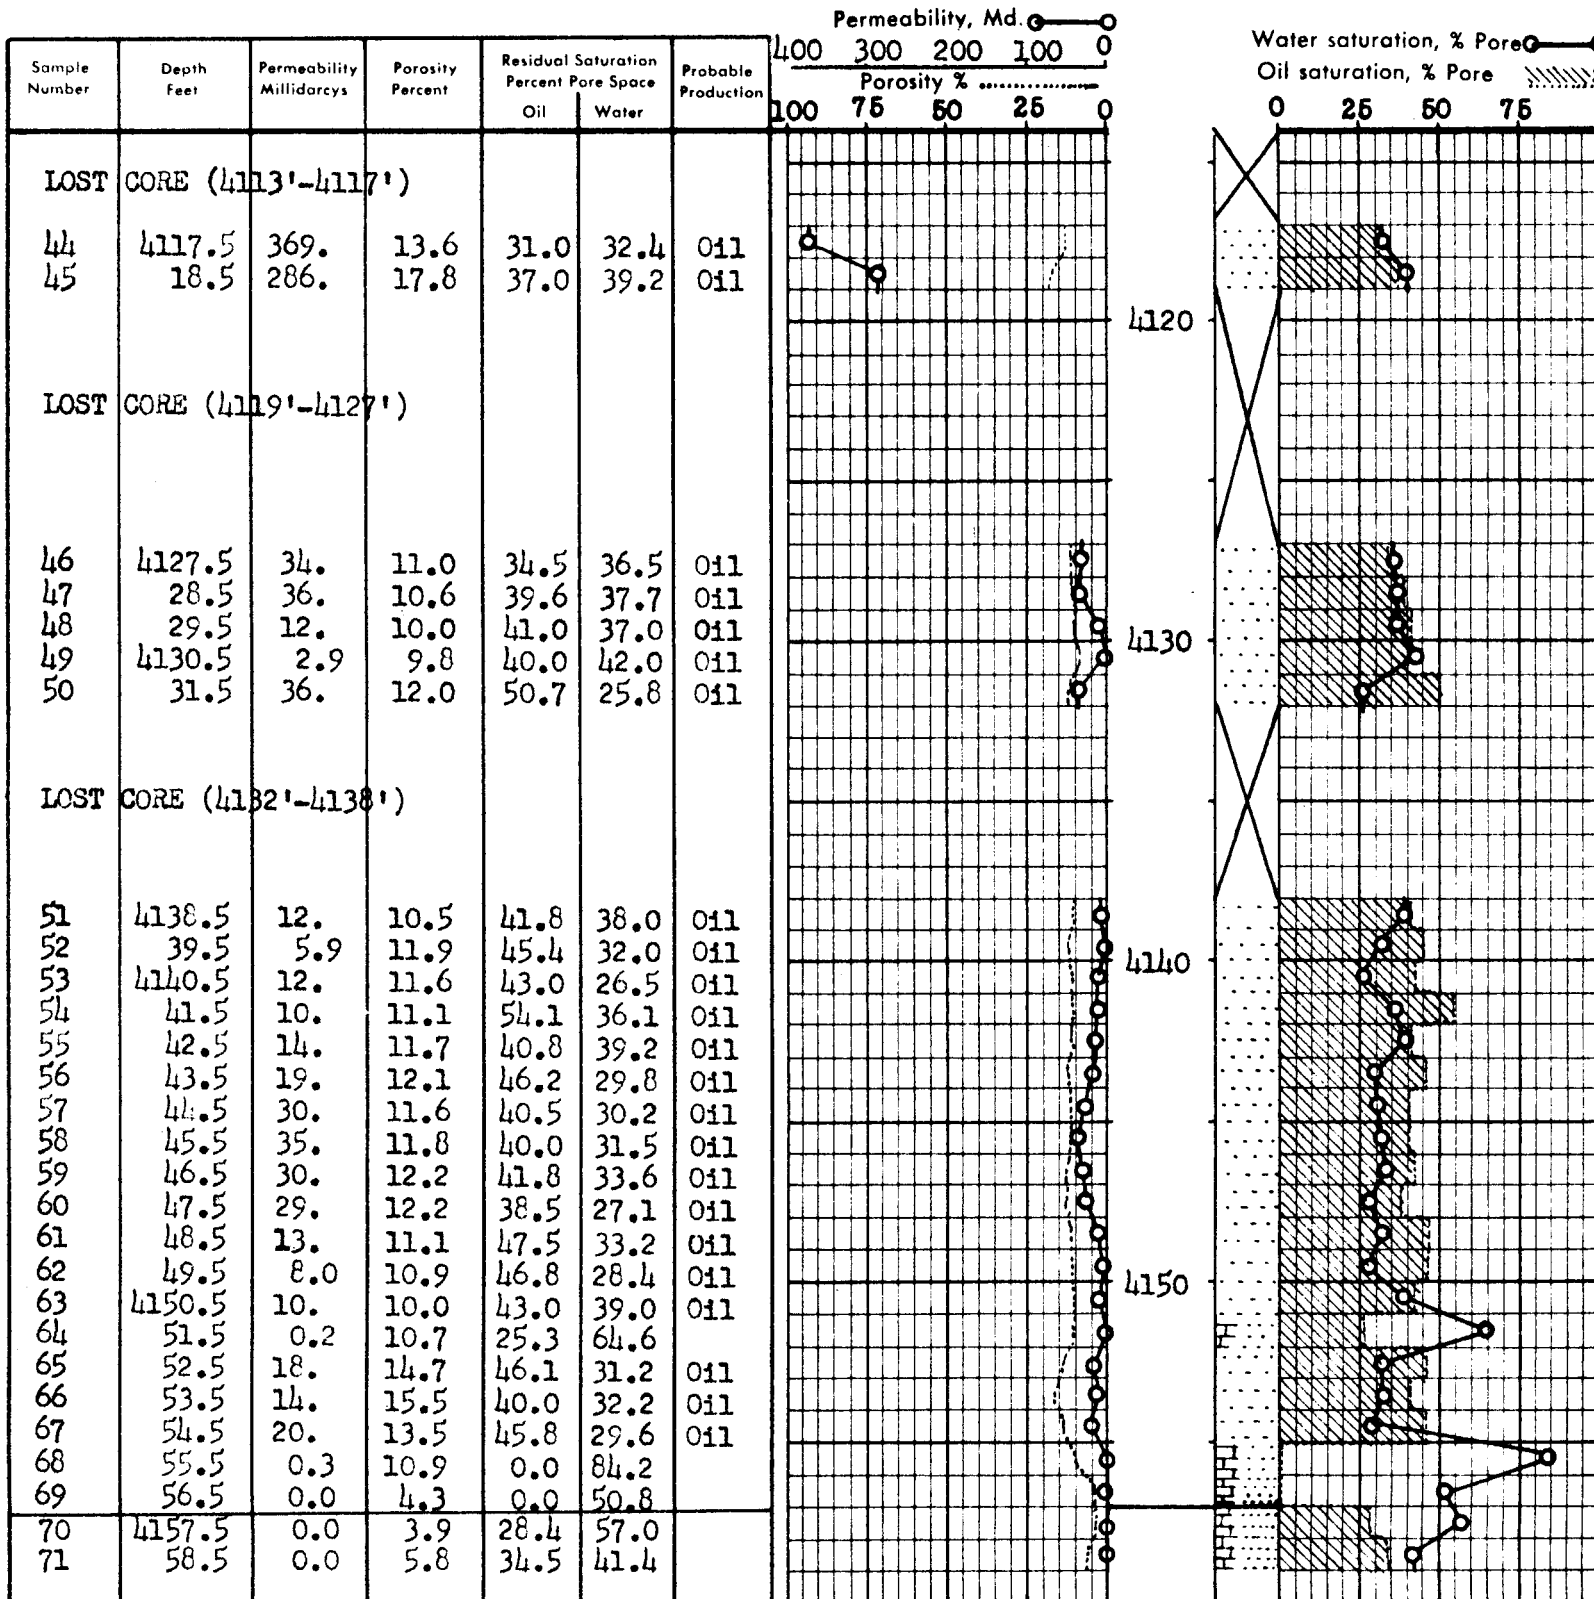 Permeability, Md.
400 300 200 100 0
Porosity %
100 75 50 25 0
Water saturation, % Pore
Oil saturation, % Pore
0 25 50 75
Sample Number Depth Feet Permeability Millidarcys Porosity Percent Residual Saturation Percent Pore Space Oil Water Probable Production
LOST CORE (4113'-4117')
44 4117.5 369. 13.6 31.0 32.4 Oil
45 18.5 286. 17.8 37.0 39.2 Oil
4120
LOST CORE (4119'-4127')
46 4127.5 34. 11.0 34.5 36.5 Oil
47 28.5 36. 10.6 39.6 37.7 Oil
48 29.5 12. 10.0 41.0 37.0 Oil
4130
49 4130.5 2.9 9.8 40.0 42.0 Oil
50 31.5 36. 12.0 50.7 25.8 Oil
LOST CORE (4132'-4138')
51 4138.5 12. 10.5 41.8 38.0 Oil
52 39.5 5.9 11.9 45.4 32.0 Oil
4140
53 4140.5 12. 11.6 43.0 26.5 Oil
54 41.5 10. 11.1 54.1 36.1 Oil
55 42.5 14. 11.7 40.8 39.2 Oil
56 43.5 19. 12.1 46.2 29.8 Oil
57 44.5 30. 11.6 40.5 30.2 Oil
58 45.5 35. 11.8 40.0 31.5 Oil
59 46.5 30. 12.2 41.8 33.6 Oil
60 47.5 29. 12.2 38.5 27.1 Oil
61 48.5 13. 11.1 47.5 33.2 Oil
62 49.5 8.0 10.9 46.8 28.4 Oil
4150
63 4150.5 10. 10.0 43.0 39.0 Oil
64 51.5 0.2 10.7 25.3 64.6
65 52.5 18. 14.7 46.1 31.2 Oil
66 53.5 14. 15.5 40.0 32.2 Oil
67 54.5 20. 13.5 45.8 29.6 Oil
68 55.5 0.3 10.9 0.0 84.2
69 56.5 0.0 4.3 0.0 50.8
70 4157.5 0.0 3.9 28.4 57.0
71 58.5 0.0 5.8 34.5 41.4